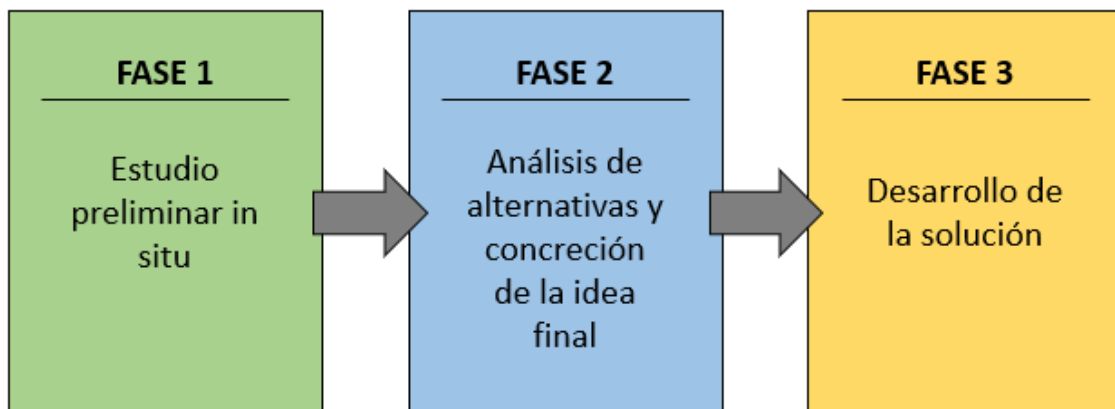 FASE 1
Estudio
preliminar in
situ
FASE 2
Análisis de
alternativas y
concreción
de la idea
final
FASE 3
Desarrollo de
la solución